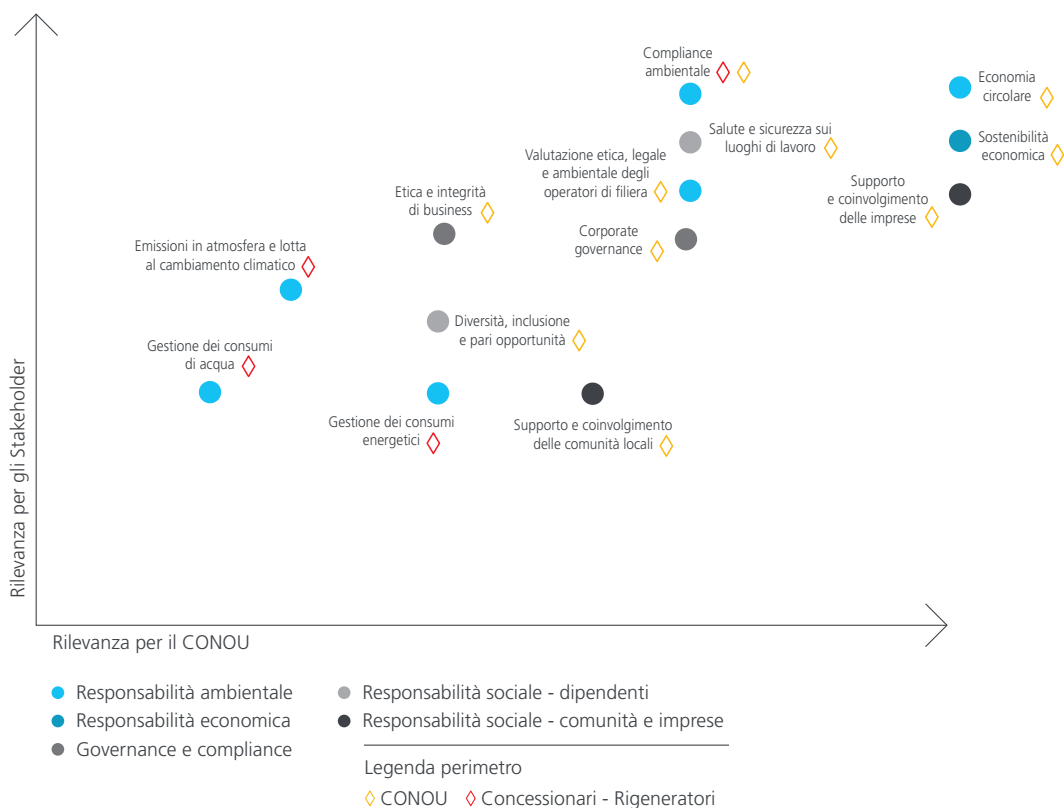 Compliance
ambientale
Economia
circolare
Salute e sicurezza sui
luoghi di lavoro
Sostenibilità
economica
Valutazione etica, legale
e ambientale degli
operatori di filiera
Supporto
e coinvolgimento
delle imprese
Etica e integrità
di business
Corporate
governance
Emissioni in atmosfera e lotta
al cambiamento climatico
Diversità, inclusione
e pari opportunità
Gestione dei consumi
di acqua
Gestione dei consumi
energetici
Supporto e coinvolgimento
delle comunità locali
Rilevanza per gli Stakeholder
Rilevanza per il CONOU
Responsabilità ambientale
Responsabilità economica
Governance e compliance
Responsabilità sociale - dipendenti
Responsabilità sociale - comunità e imprese
Legenda perimetro
CONOU Concessionari - Rigeneratori